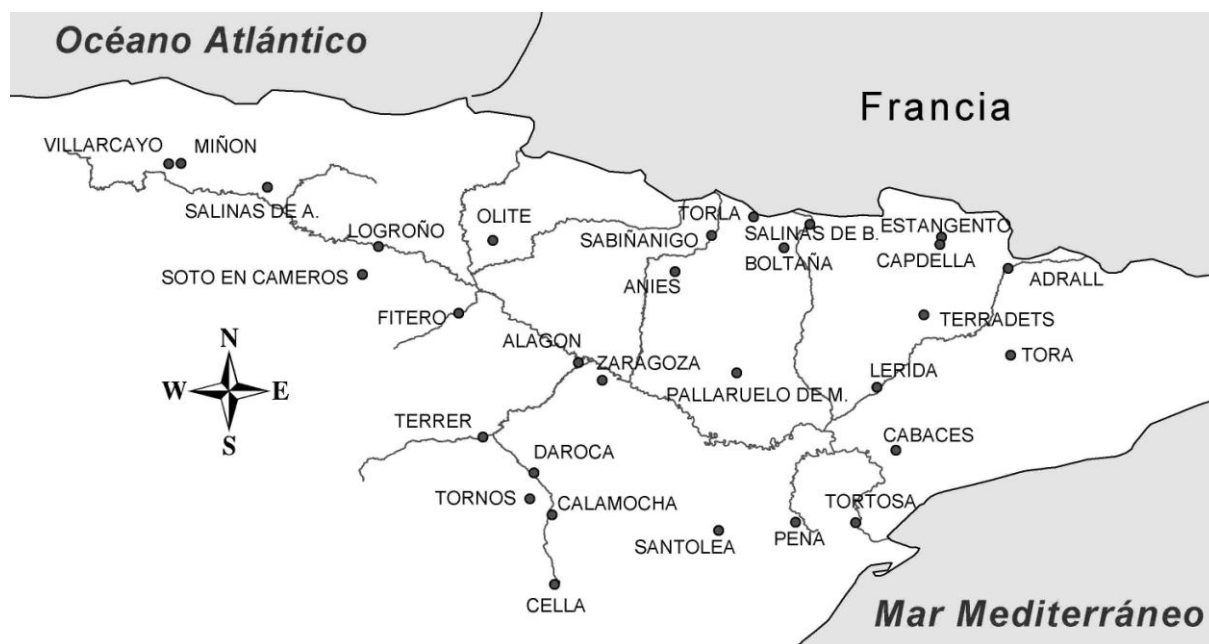 Océano Atlántico
Francia
VILLARCAYO
MIÑON
SALINAS DE A.
LOGROÑO
OLITE
TORLA
SABIÑANIGO
SALINAS DE B.
ESTANGENTO
BOLTAÑA
CAPDELLA
SOTO EN CAMEROS
ANIES
ADRALL
FITERO
TERRADETS
N
W
E
S
ALAGON
ZARAGOZA
TORA
LERIDA
PALLARUELO DE M.
TERRER
CABACES
DAROCA
TORNOS
CALAMOCHA
TORTOSA
SANTOLEA
PENA
CELLA
Mar Mediterráneo